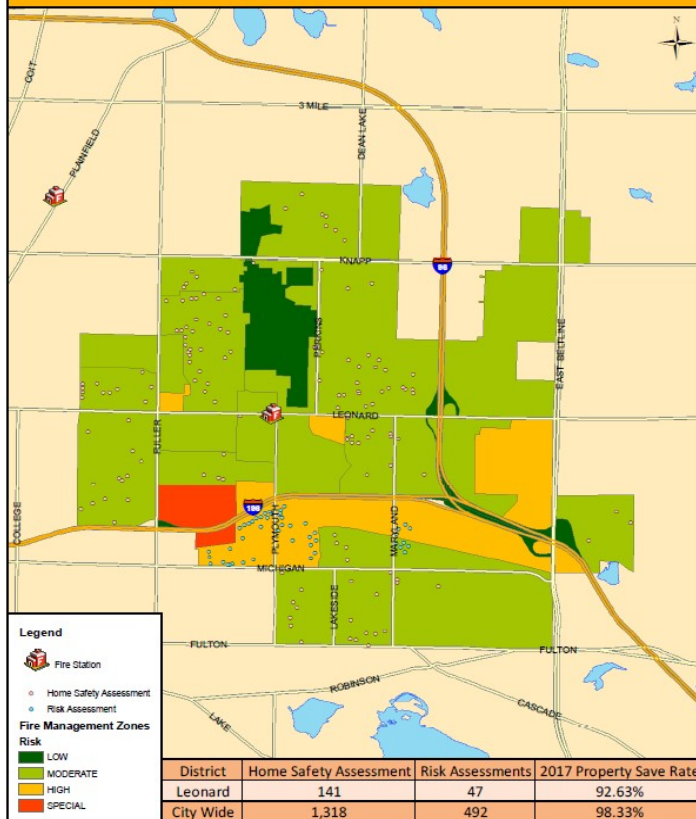 N
COIT
PLAINFIELD
3 MILE
DEAN LAKE
KNAPP
96
PERKINS
EAST BELTLINE
LEONARD
FULLER
COLLEGE
196
PLYMOUTH
MARYLAND
MICHIGAN
LAKESIDE
FULTON
FULTON
ROBINSON
CASCADE
LAKE
Legend
Fire Station
Home Safety Assessment
Risk Assessment
Fire Management Zones
Risk
LOW
MODERATE
HIGH
SPECIAL
District Home Safety Assessment Risk Assessments 2017 Property Save Rate
Leonard 141 47 92.63%
City Wide 1,318 492 98.33%